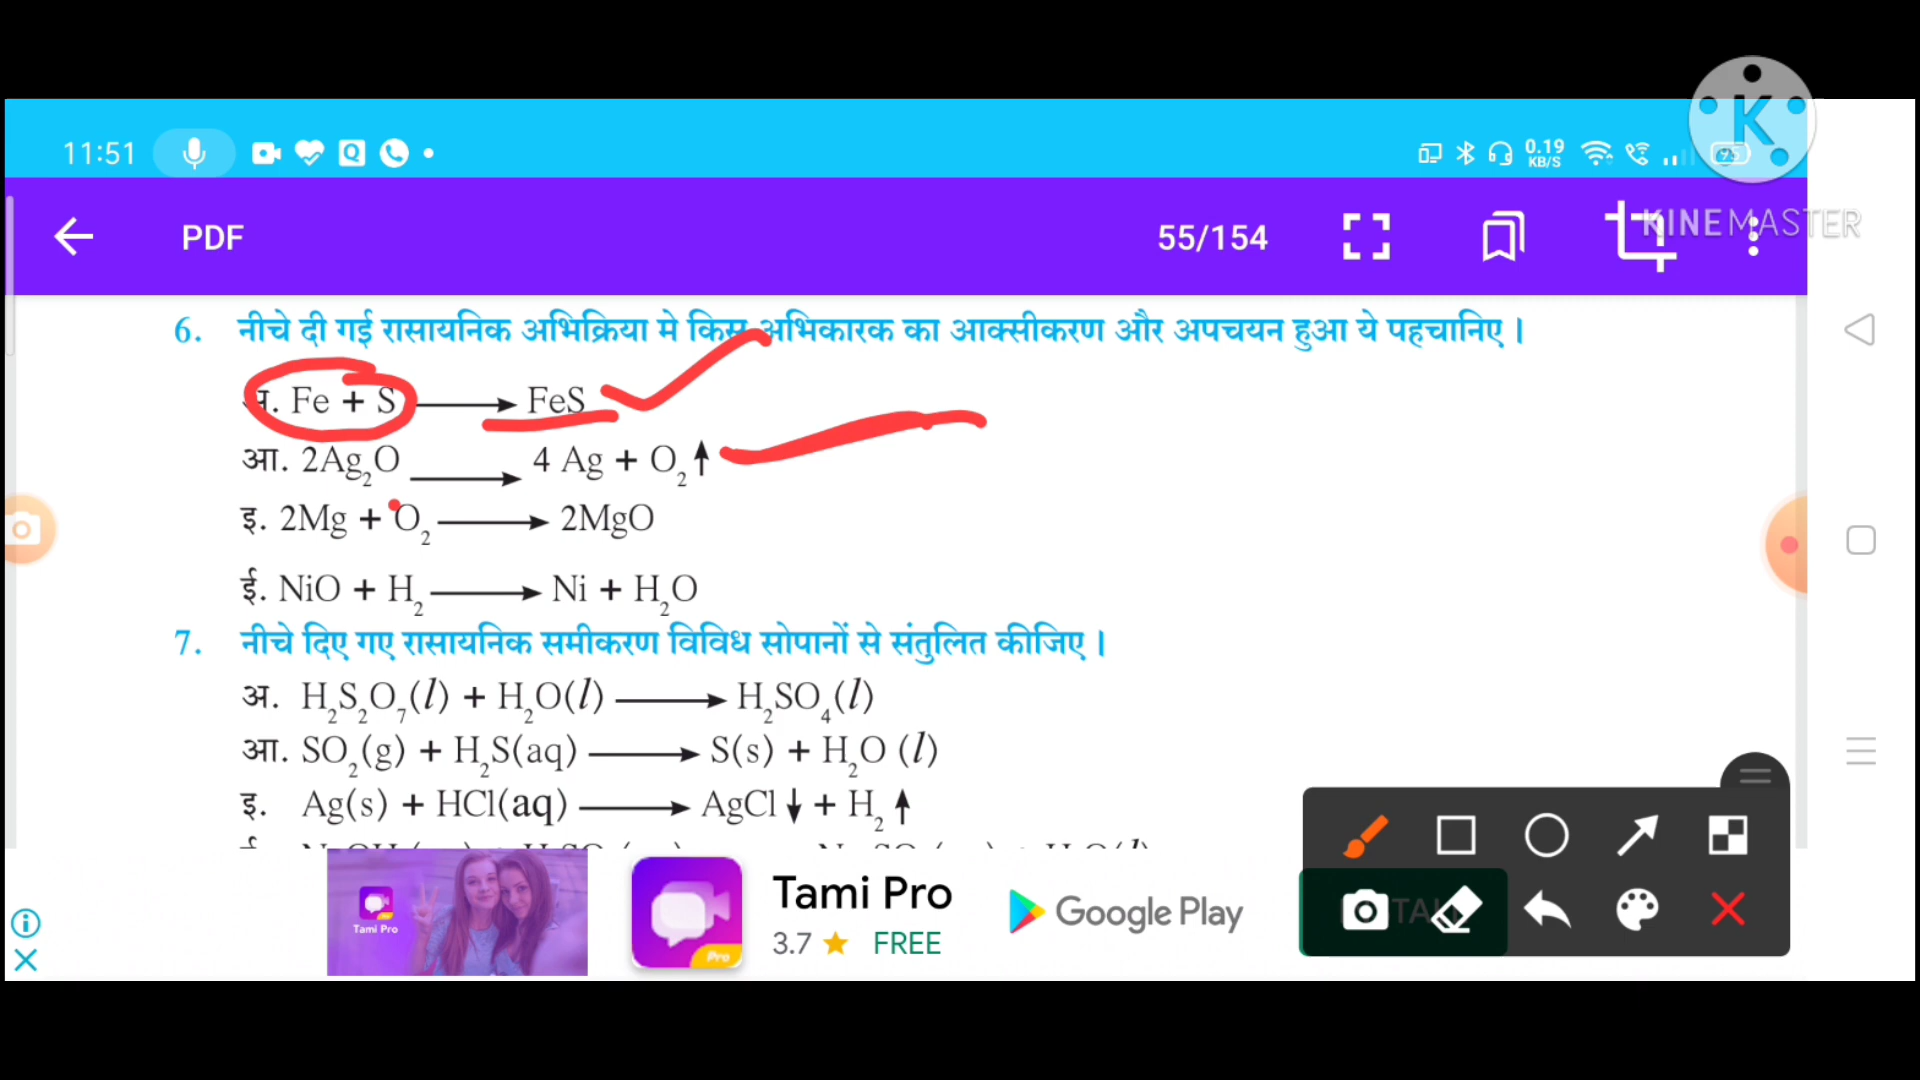 11:51
0.19
KB/S
95
PDF
55/154
KINEMASTER
6. नीचे दी गई रासायनिक अभिक्रिया मे किस अभिकारक का आक्सीकरण और अपचयन हुआ ये पहचानिए ।
अ. Fe + S ⟶ FeS
आ. 2Ag₂O ⟶ 4 Ag + O₂↑
इ. 2Mg + O₂ ⟶ 2MgO
ई. NiO + H₂ ⟶ Ni + H₂O
7. नीचे दिए गए रासायनिक समीकरण विविध सोपानों से संतुलित कीजिए ।
अ. H₂S₂O₇(l) + H₂O(l) ⟶ H₂SO₄(l)
आ. SO₂(g) + H₂S(aq) ⟶ S(s) + H₂O (l)
इ. Ag(s) + HCl(aq) ⟶ AgCl↓ + H₂↑
Tami Pro
Pro
Tami Pro
3.7 ★ FREE
Google Play